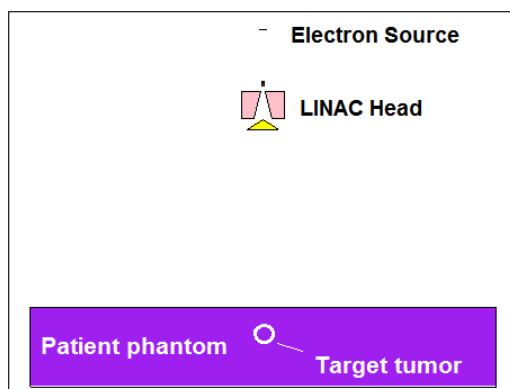 Electron Source
LINAC Head
Patient phantom
Target tumor